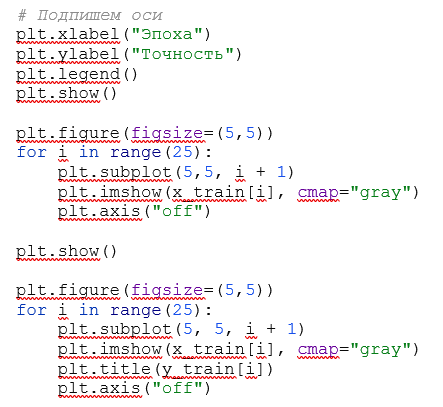 # Подпишем оси
plt.xlabel("Эпоха")
plt.ylabel("Точность")
plt.legend()
plt.show()

plt.figure(figsize=(5,5))
for i in range(25):
    plt.subplot(5,5, i + 1)
    plt.imshow(x_train[i], cmap="gray")
    plt.axis("off")

plt.show()

plt.figure(figsize=(5,5))
for i in range(25):
    plt.subplot(5, 5, i + 1)
    plt.imshow(x_train[i], cmap="gray")
    plt.title(y_train[i])
    plt.axis("off")